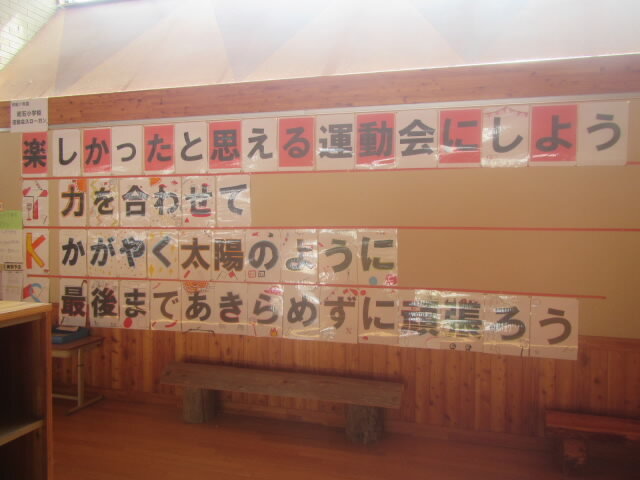 楽しかったと思える運動会にしよう
力を合わせて
K かがやく太陽のように
最後まであきらめずに頑張ろう